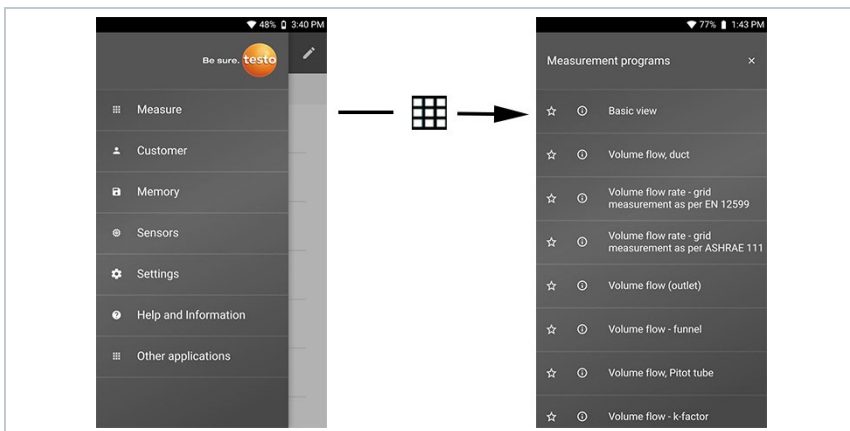 48% 3:40 PM
Be sure. testo
Measure
Customer
Memory
Sensors
Settings
Help and Information
Other applications
77% 1:43 PM
Measurement programs ×
Basic view
Volume flow, duct
Volume flow rate - grid
measurement as per EN 12599
Volume flow rate - grid
measurement as per ASHRAE 111
Volume flow (outlet)
Volume flow - funnel
Volume flow, Pitot tube
Volume flow - k-factor